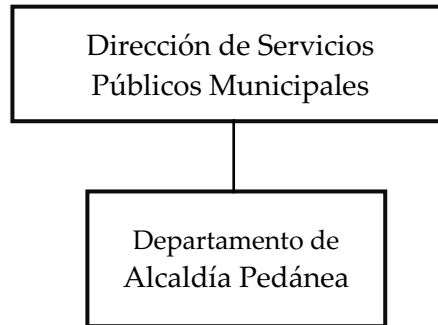 Dirección de Servicios
Públicos Municipales
Departamento de
Alcaldía Pedánea